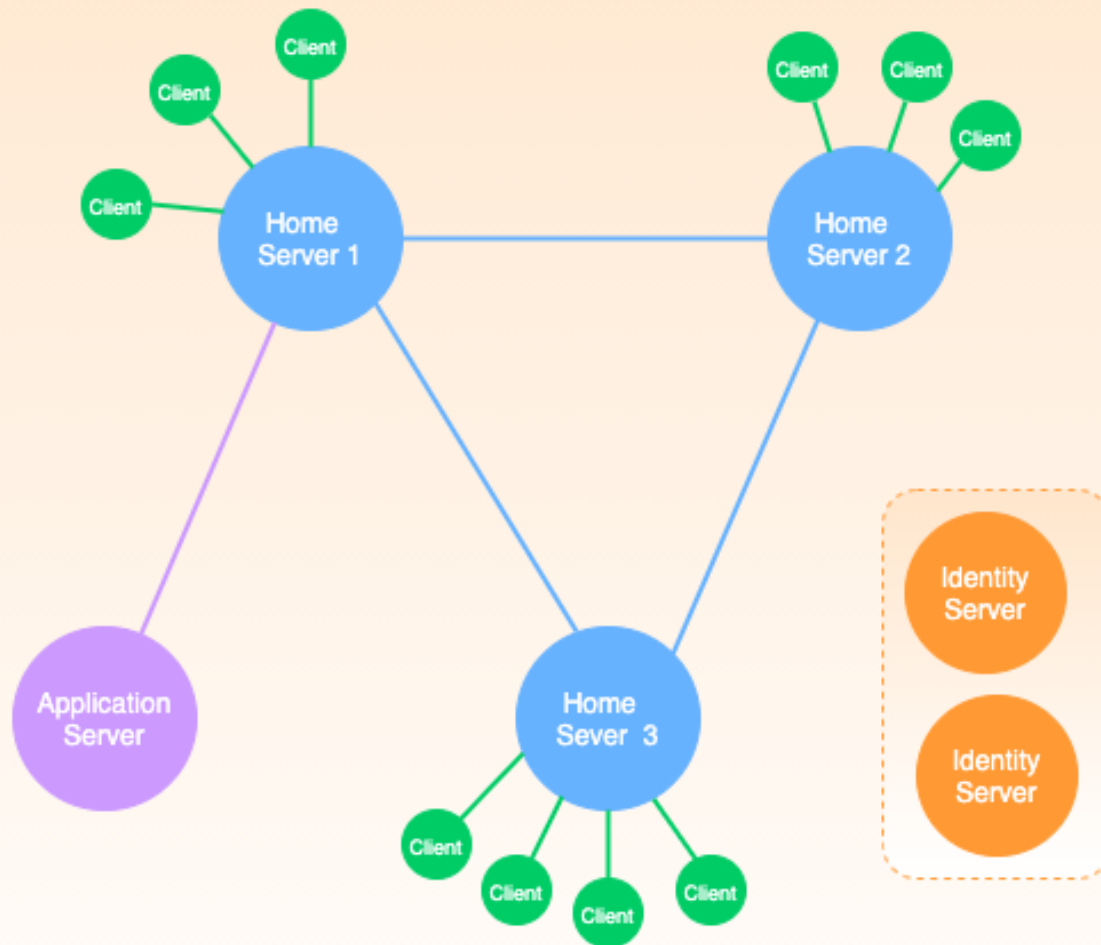 Client
Client
Client
Client
Client
Client
Home
Server 1
Home
Server 2
Identity
Server
Application
Server
Home
Sever 3
Identity
Server
Client
Client
Client
Client